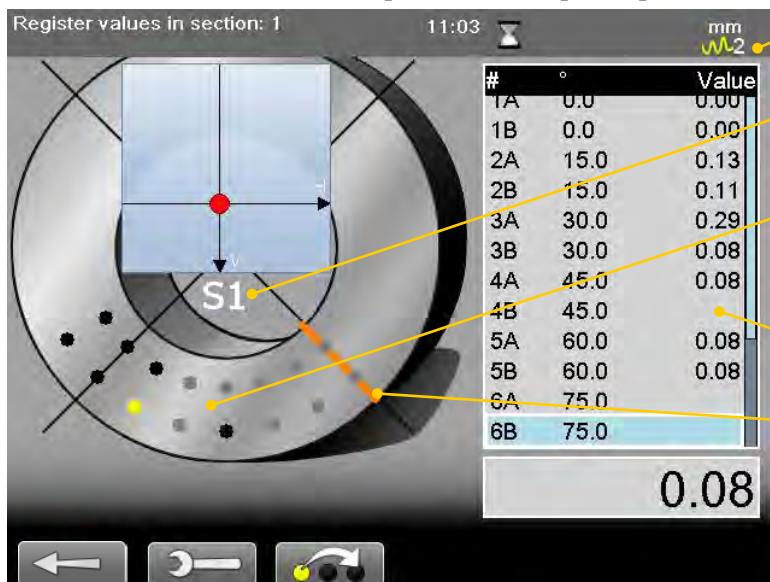 Register values in section: 1 11:03 mm
2
# ° Value
1A 0.0 0.00
1B 0.0 0.00
2A 15.0 0.13
2B 15.0 0.11
3A 30.0 0.29
3B 30.0 0.08
4A 45.0 0.08
4B 45.0
5A 60.0 0.08
5B 60.0 0.08
6A 75.0
6B 75.0
H
V
S1
0.08